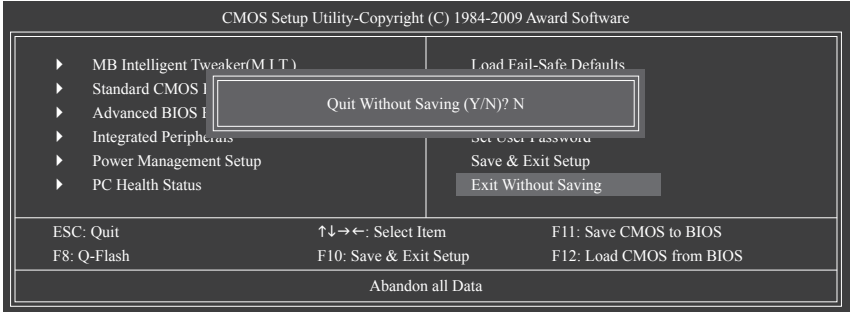 CMOS Setup Utility-Copyright (C) 1984-2009 Award Software
MB Intelligent Tweaker(M.I.T.)
Load Fail-Safe Defaults
Standard CMOS
Quit Without Saving (Y/N)? N
Advanced BIOS
Integrated Peripherals
Set User Password
Power Management Setup
Save & Exit Setup
PC Health Status
Exit Without Saving
ESC: Quit
↑↓→←: Select Item
F11: Save CMOS to BIOS
F8: Q-Flash
F10: Save & Exit Setup
F12: Load CMOS from BIOS
Abandon all Data